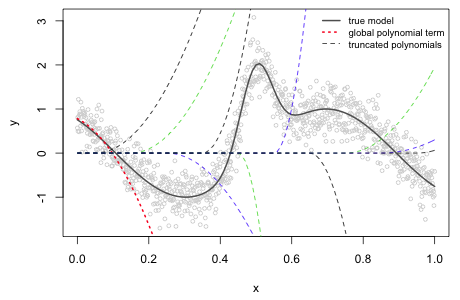 true model
global polynomial term
truncated polynomials
3
2
1
0
-1
y
0.0 0.2 0.4 0.6 0.8 1.0
x